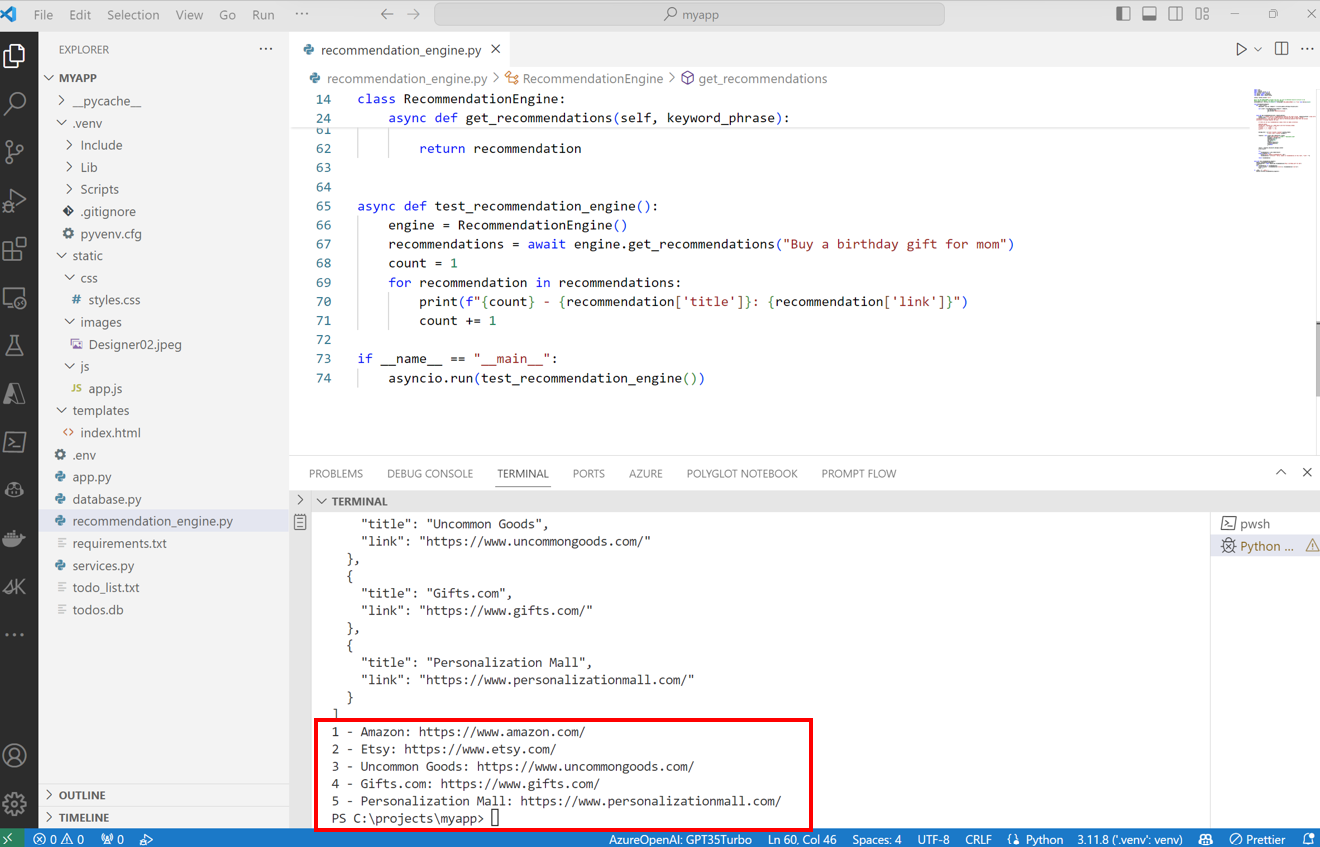 File Edit Selection View Go Run ··· myapp
EXPLORER
MYAPP
__pycache__
.venv
Include
Lib
Scripts
.gitignore
pyvenv.cfg
static
css
# styles.css
images
Designer02.jpeg
js
JS app.js
templates
<> index.html
.env
app.py
database.py
recommendation_engine.py
requirements.txt
services.py
todo_list.txt
todos.db
OUTLINE
TIMELINE
recommendation_engine.py
recommendation_engine.py > RecommendationEngine > get_recommendations
14 class RecommendationEngine:
24 async def get_recommendations(self, keyword_phrase):
61
62 return recommendation
63
64
65 async def test_recommendation_engine():
66 engine = RecommendationEngine()
67 recommendations = await engine.get_recommendations("Buy a birthday gift for mom")
68 count = 1
69 for recommendation in recommendations:
70 print(f"{count} - {recommendation['title']}: {recommendation['link']}")
71 count += 1
72
73 if __name__ == "__main__":
74 asyncio.run(test_recommendation_engine())
PROBLEMS DEBUG CONSOLE TERMINAL PORTS AZURE POLYGLOT NOTEBOOK PROMPT FLOW
TERMINAL
"title": "Uncommon Goods",
"link": "https://www.uncommongoods.com/"
},
{
"title": "Gifts.com",
"link": "https://www.gifts.com/"
},
{
"title": "Personalization Mall",
"link": "https://www.personalizationmall.com/"
}
]
1 - Amazon: https://www.amazon.com/
2 - Etsy: https://www.etsy.com/
3 - Uncommon Goods: https://www.uncommongoods.com/
4 - Gifts.com: https://www.gifts.com/
5 - Personalization Mall: https://www.personalizationmall.com/
PS C:\projects\myapp>
pwsh
Python ...
0 0 0 AzureOpenAI: GPT35Turbo Ln 60, Col 46 Spaces: 4 UTF-8 CRLF {} Python 3.11.8 ('.venv': venv) Prettier